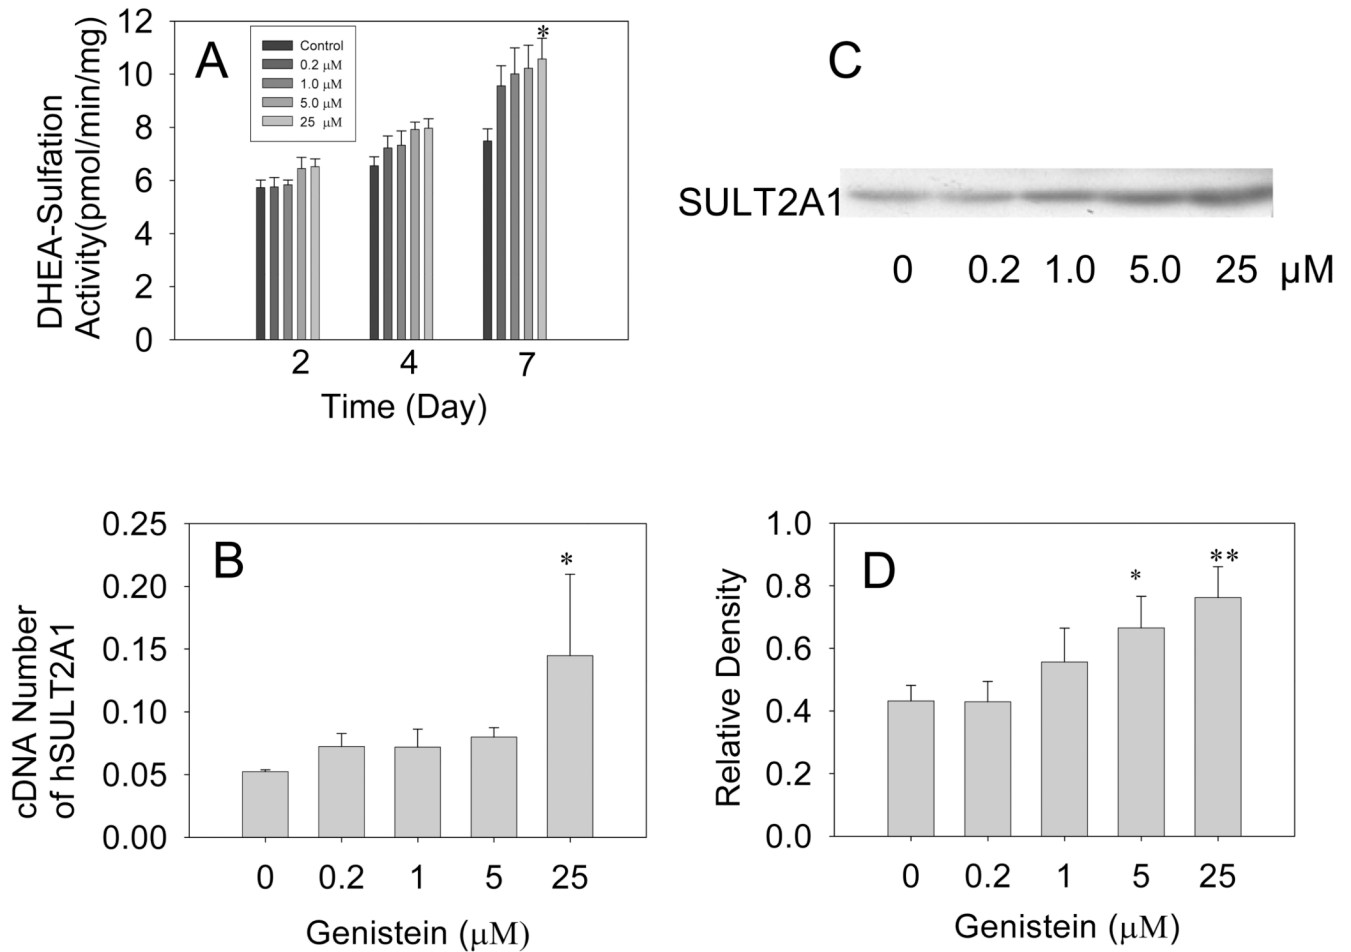 A
Control
0.2 μM
1.0 μM
5.0 μM
25 μM
*
12
10
8
6
4
2
0
DHEA-Sulfation
Activity(pmol/min/mg)
2 4 7
Time (Day)
C
SULT2A1
0 0.2 1.0 5.0 25 μM
B
*
0.25
0.20
0.15
0.10
0.05
0.00
cDNA Number
of hSULT2A1
0 0.2 1 5 25
Genistein (μM)
D
* **
1.0
0.8
0.6
0.4
0.2
0.0
Relative Density
0 0.2 1 5 25
Genistein (μM)